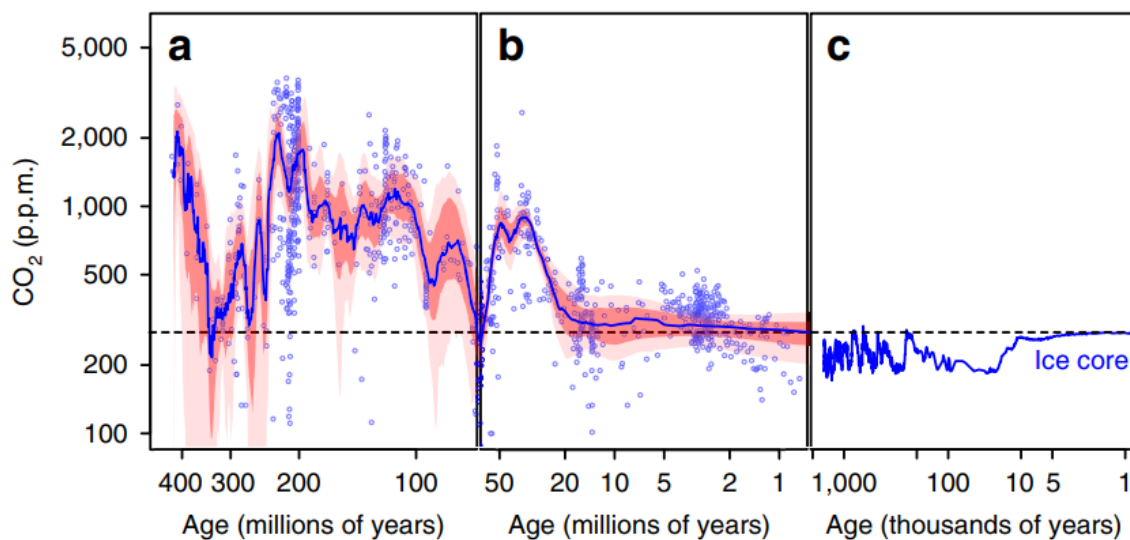 a
b
c
5,000
2,000
1,000
500
200
100
CO2 (p.p.m.)
Ice core
400 300 200 100
50 20 10 5 2 1
1,000 100 10 5 1
Age (millions of years)
Age (millions of years)
Age (thousands of years)